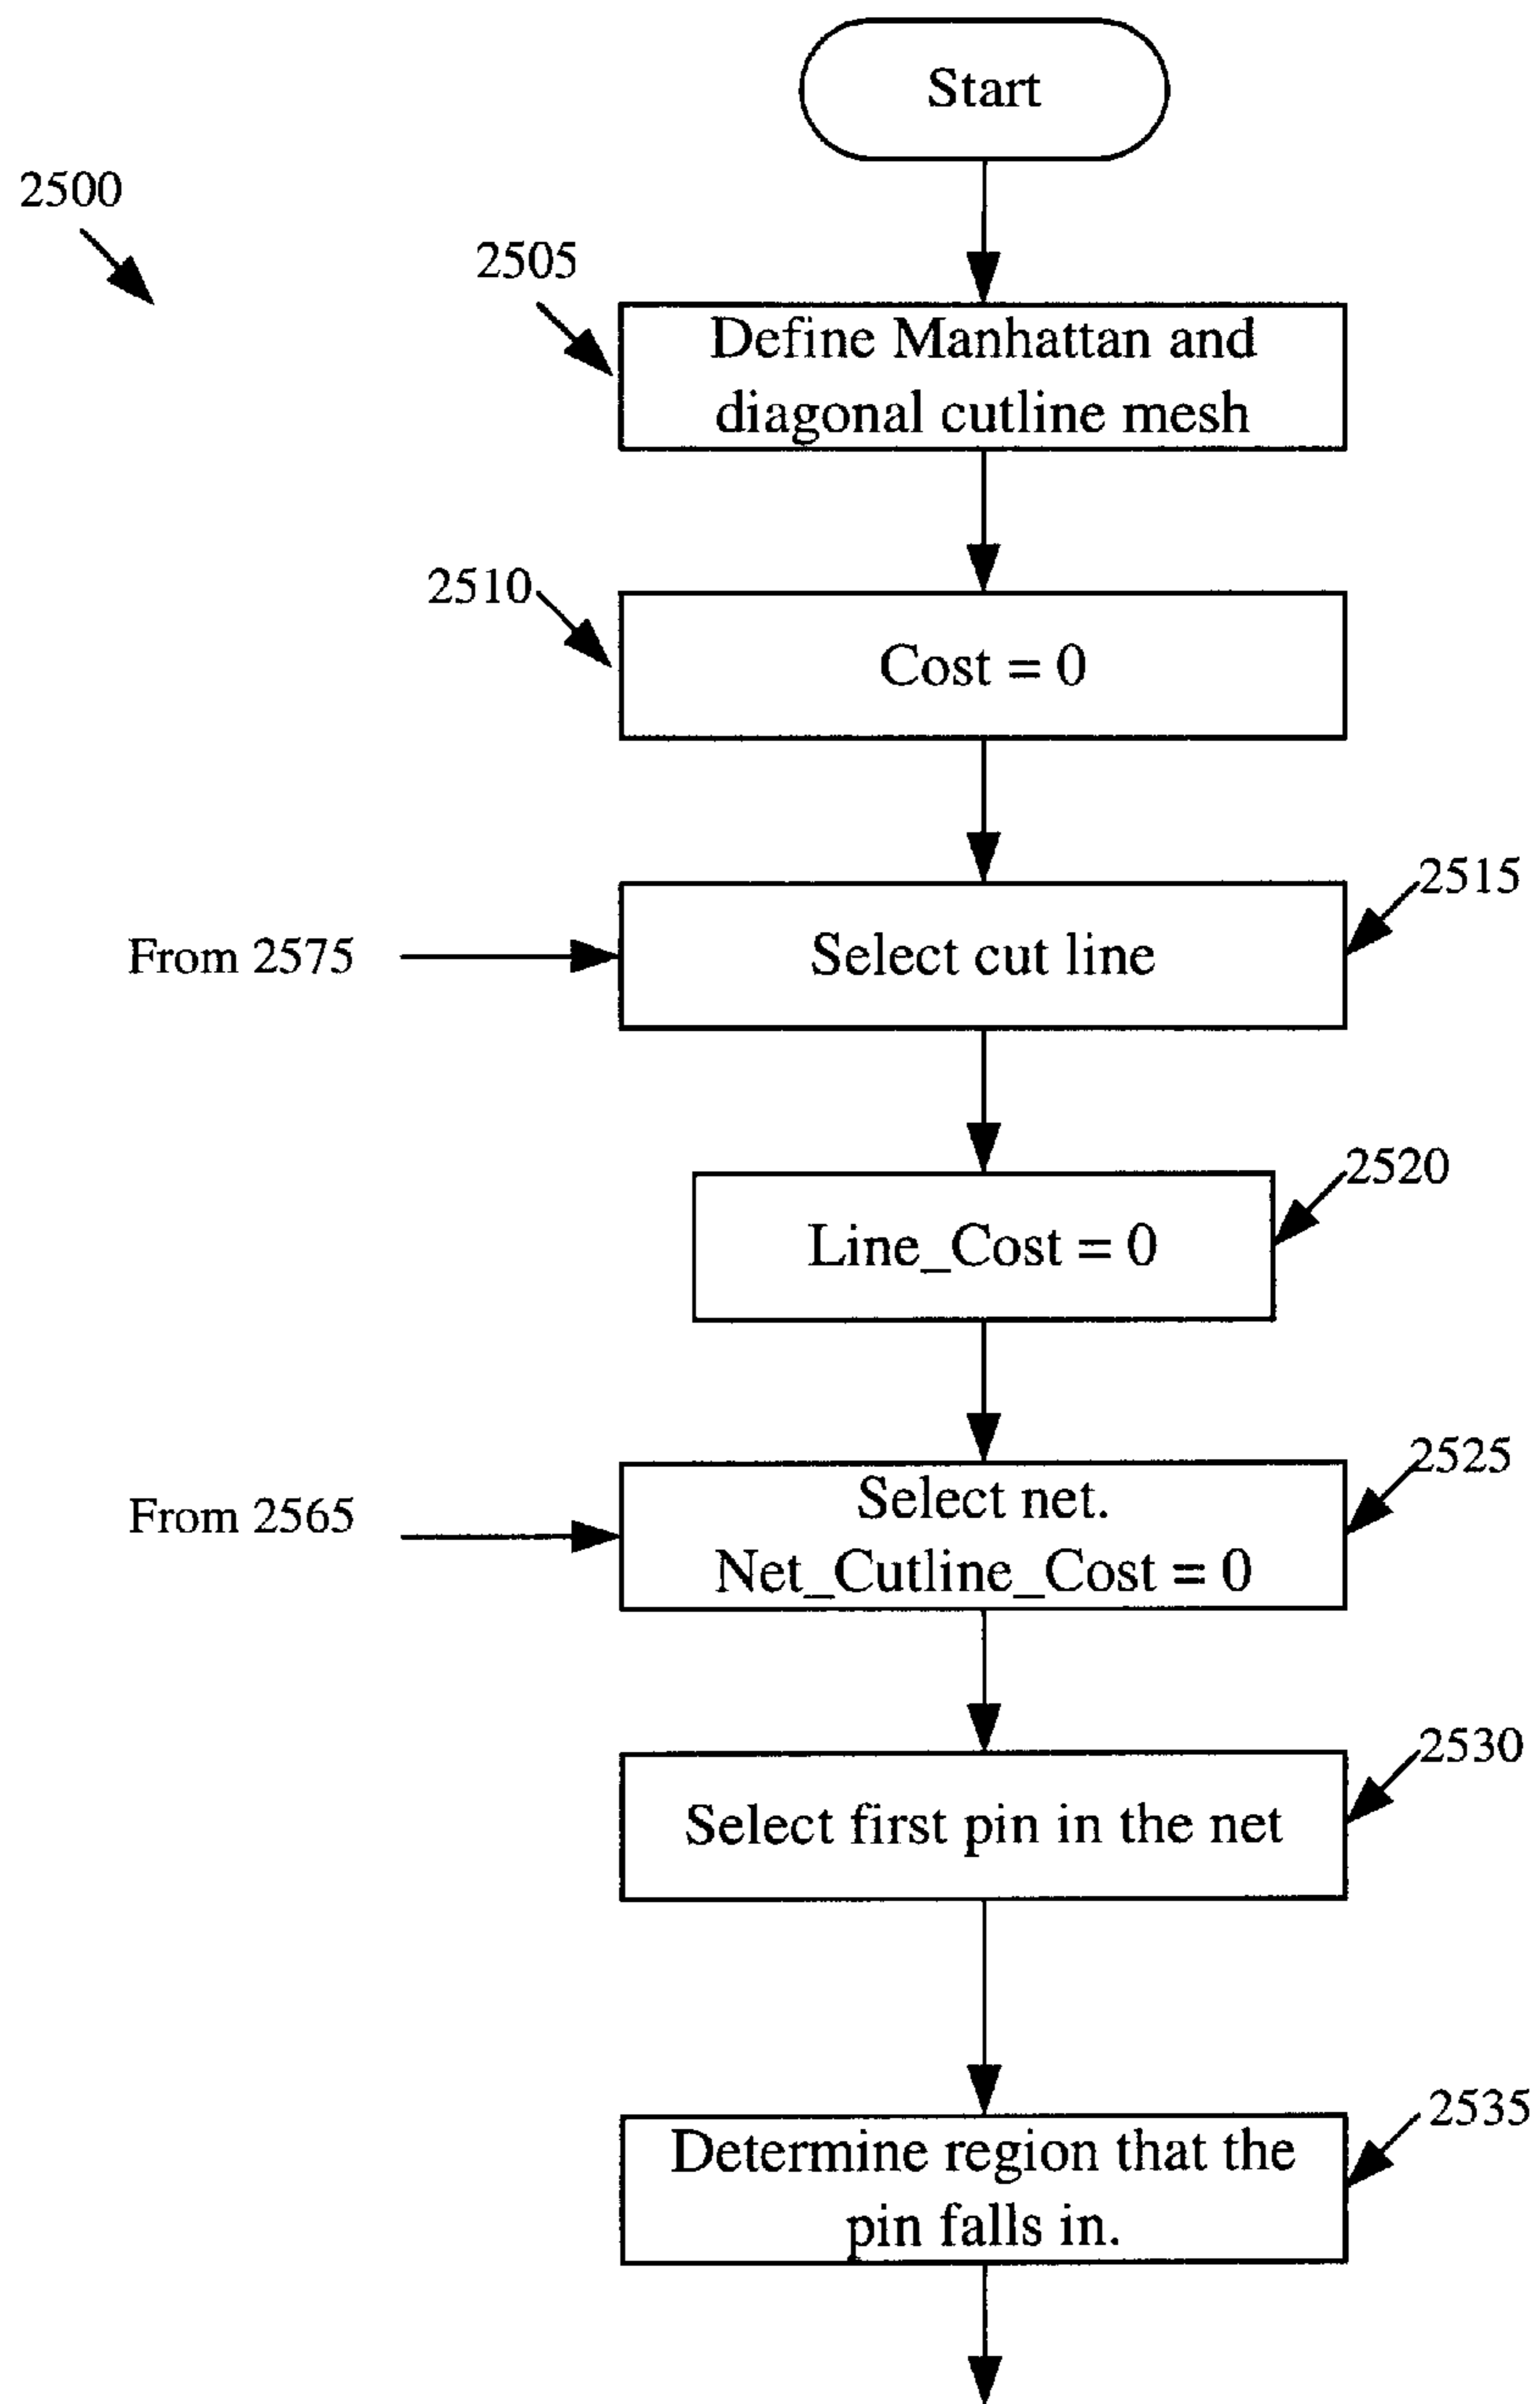 Start
2500
2505
Define Manhattan and
diagonal cutline mesh
2510
Cost = 0
2515
From 2575
Select cut line
2520
Line_Cost = 0
2525
From 2565
Select net.
Net_Cutline_Cost = 0
2530
Select first pin in the net
2535
Determine region that the
pin falls in.